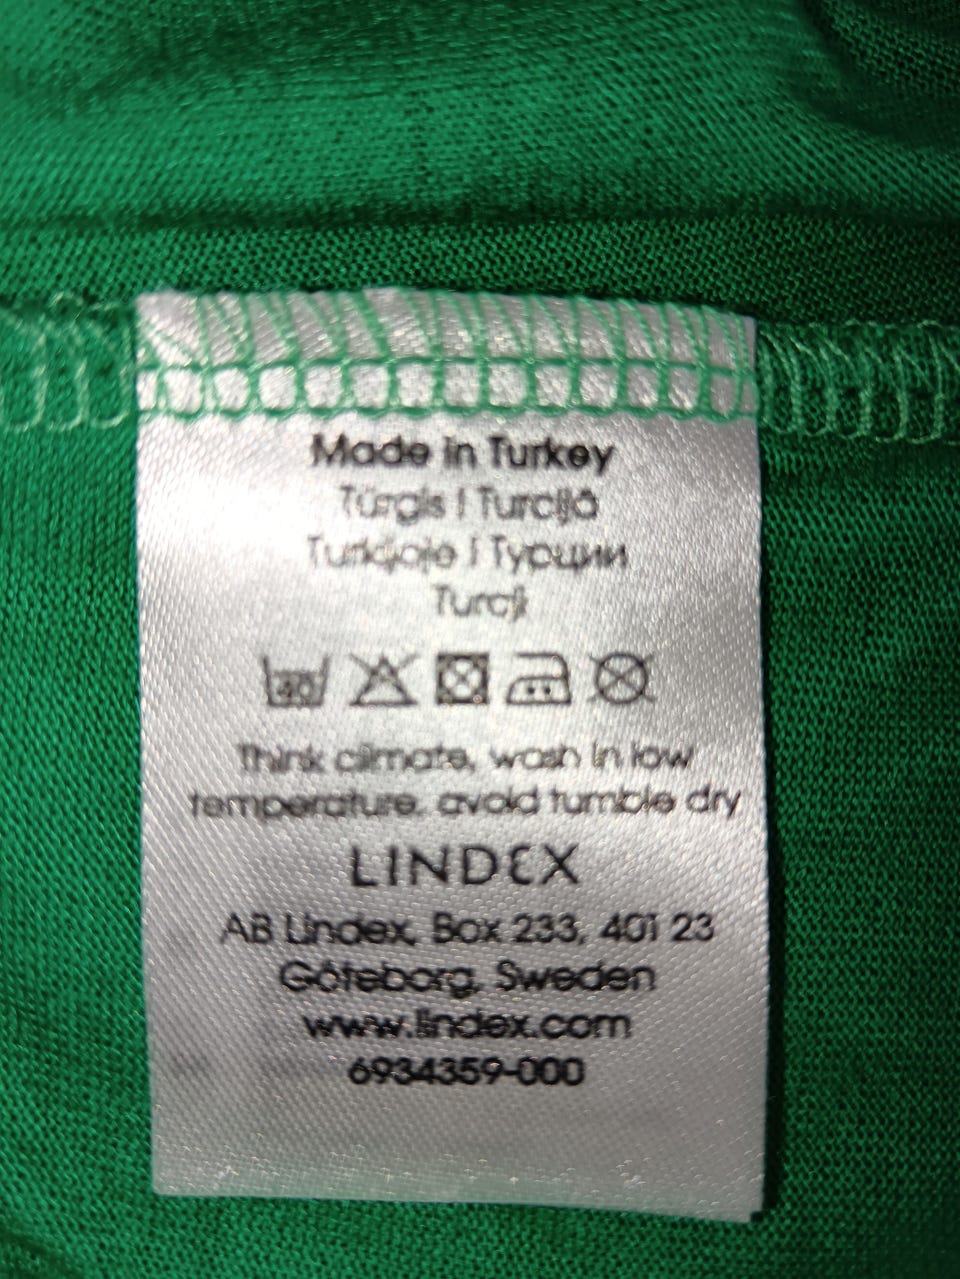 Made in Turkey
Türgis | Turcijā
Turkijoje | Турции
Turcji
40
Think climate, wash in low
temperature, avoid tumble dry
LINDEX
AB Lindex, Box 233, 401 23
Göteborg, Sweden
www.lindex.com
6934359-000